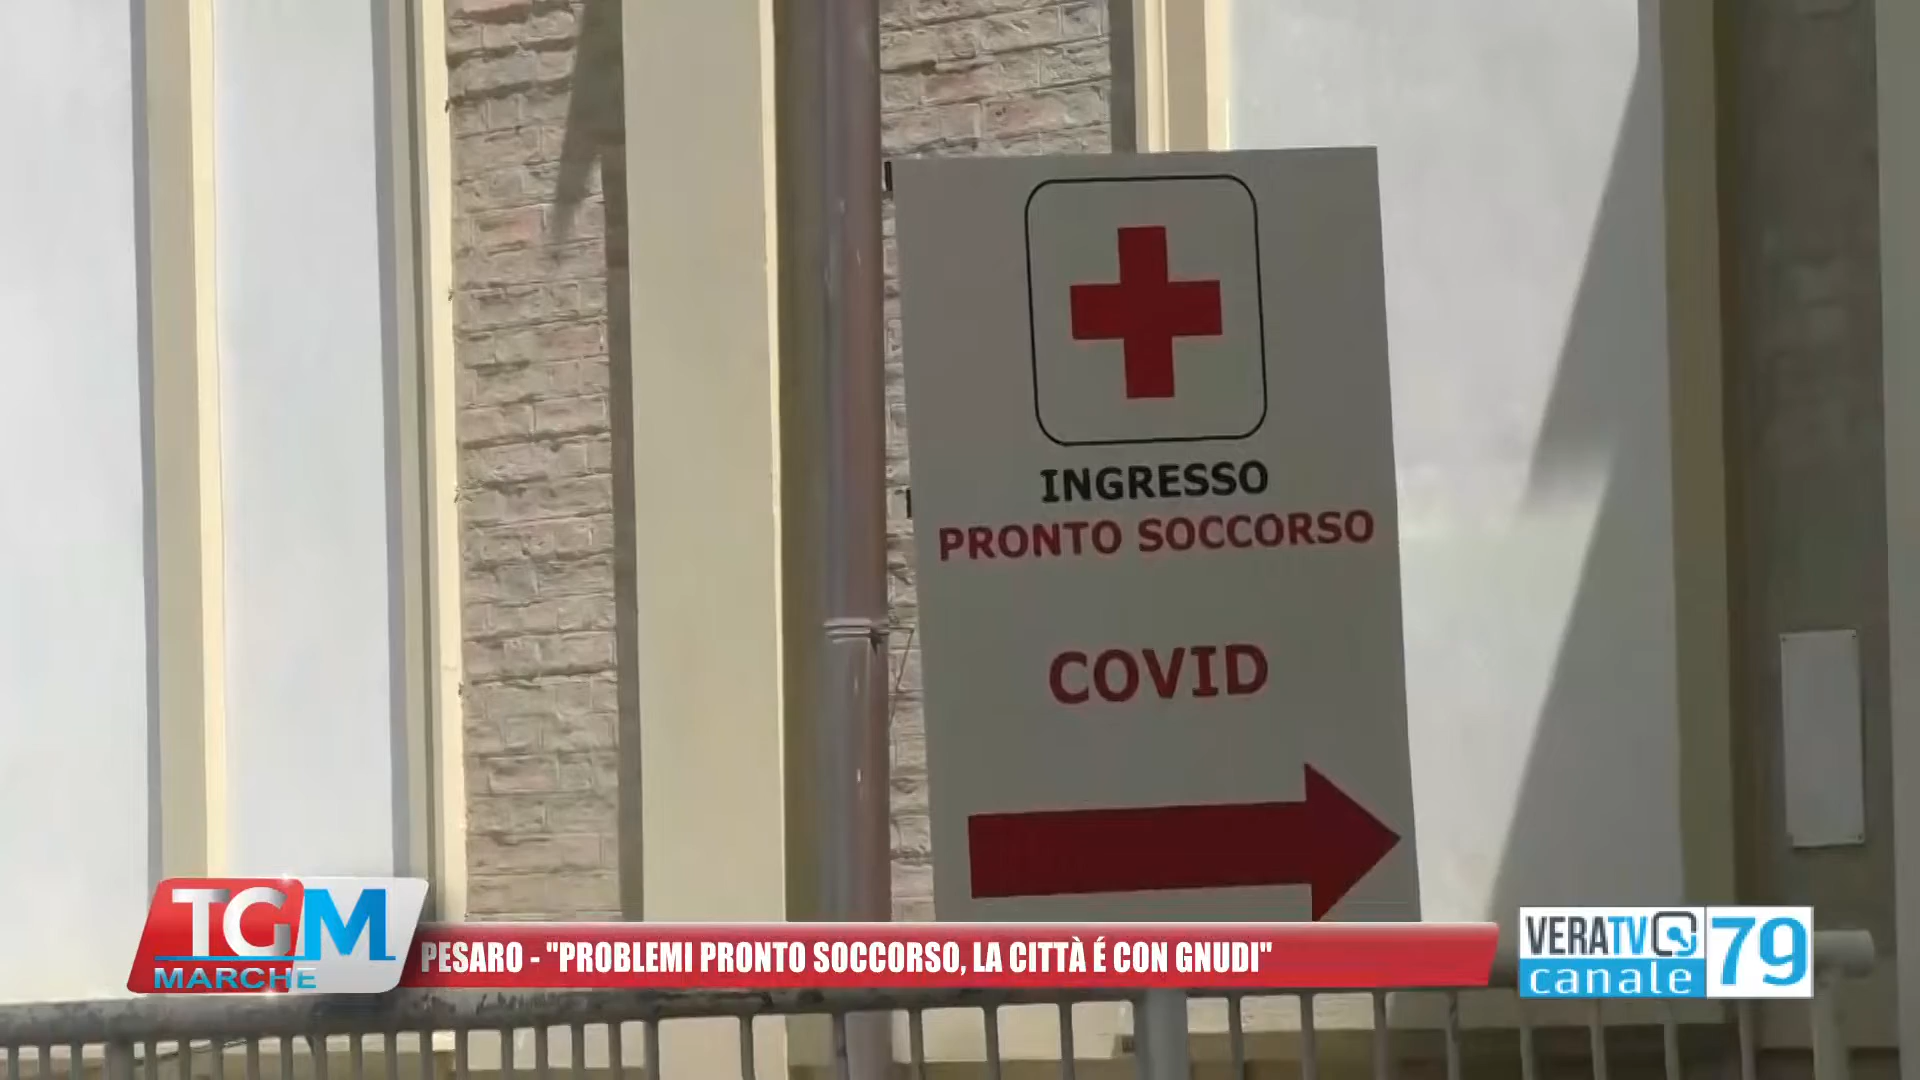 INGRESSO
PRONTO SOCCORSO
COVID
TGM
MARCHE
PESARO - "PROBLEMI PRONTO SOCCORSO, LA CITTÀ É CON GNUDI"
VERATV
canale
79